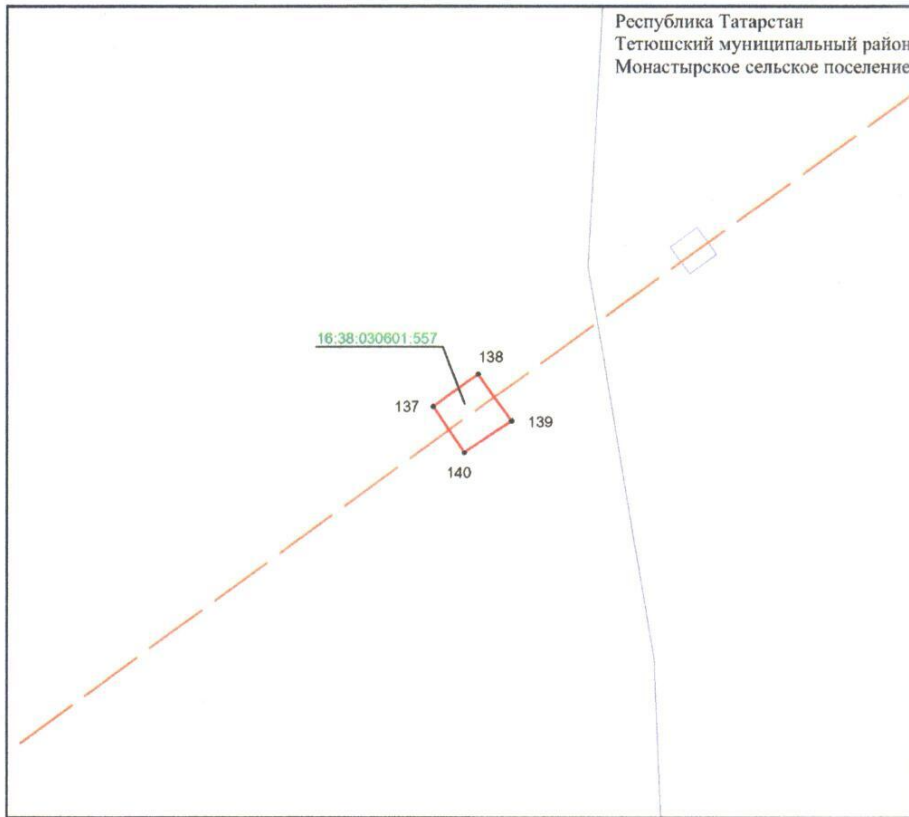 Республика Татарстан
Тетюшский муниципальный район
Монастырское сельское поселение
16:38:030601:557
138
137
139
140